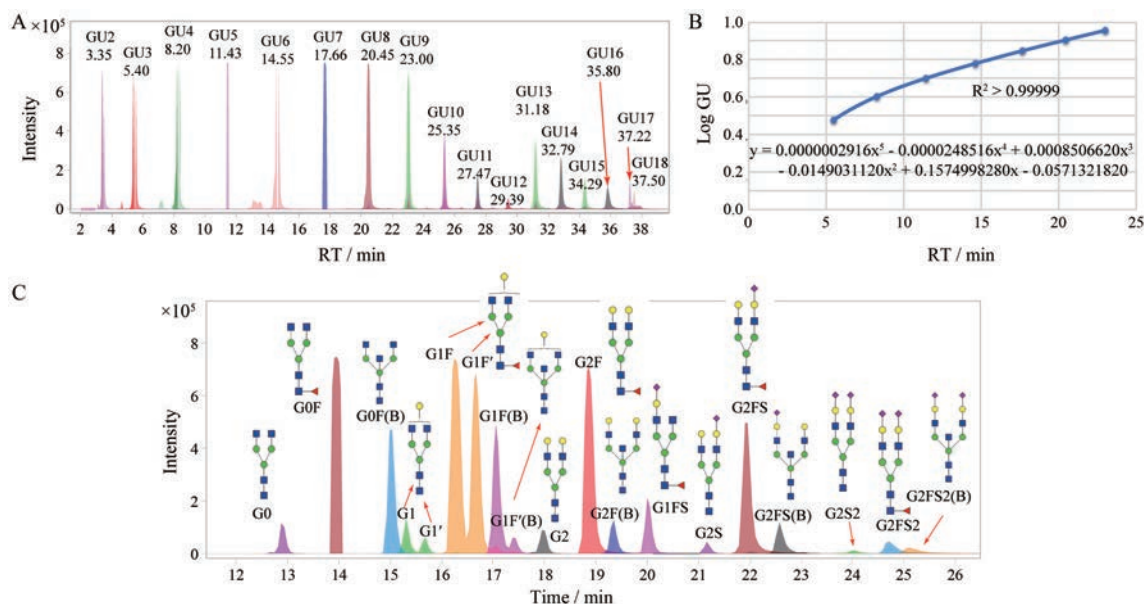 A
×10⁵
8
6
4
2
0
Intensity
GU2
3.35
GU3
5.40
GU4
8.20
GU5
11.43
GU6
14.55
GU7
17.66
GU8
20.45
GU9
23.00
GU10
25.35
GU11
27.47
GU12
29.39
GU13
31.18
GU14
32.79
GU15
34.29
GU16
35.80
GU17
37.22
GU18
37.50
2 4 6 8 10 12 14 16 18 20 22 24 26 28 30 32 34 36 38
RT / min
B
1.0
0.8
0.6
0.4
0.2
0.0
Log GU
R² > 0.99999
y = 0.0000002916x⁵ - 0.0000248516x⁴ + 0.0008506620x³
- 0.0149031120x² + 0.1574998280x - 0.0571321820
0 5 10 15 20 25
RT / min
C
×10⁵
8
6
4
2
0
Intensity
G0
G0F
G0F(B)
G1
G1′
G1F
G1F′
G1F(B)
G1F′(B)
G2
G2F
G2F(B)
G1FS
G2S
G2FS
G2FS(B)
G2S2
G2FS2
G2FS2(B)
12 13 14 15 16 17 18 19 20 21 22 23 24 25 26
Time / min